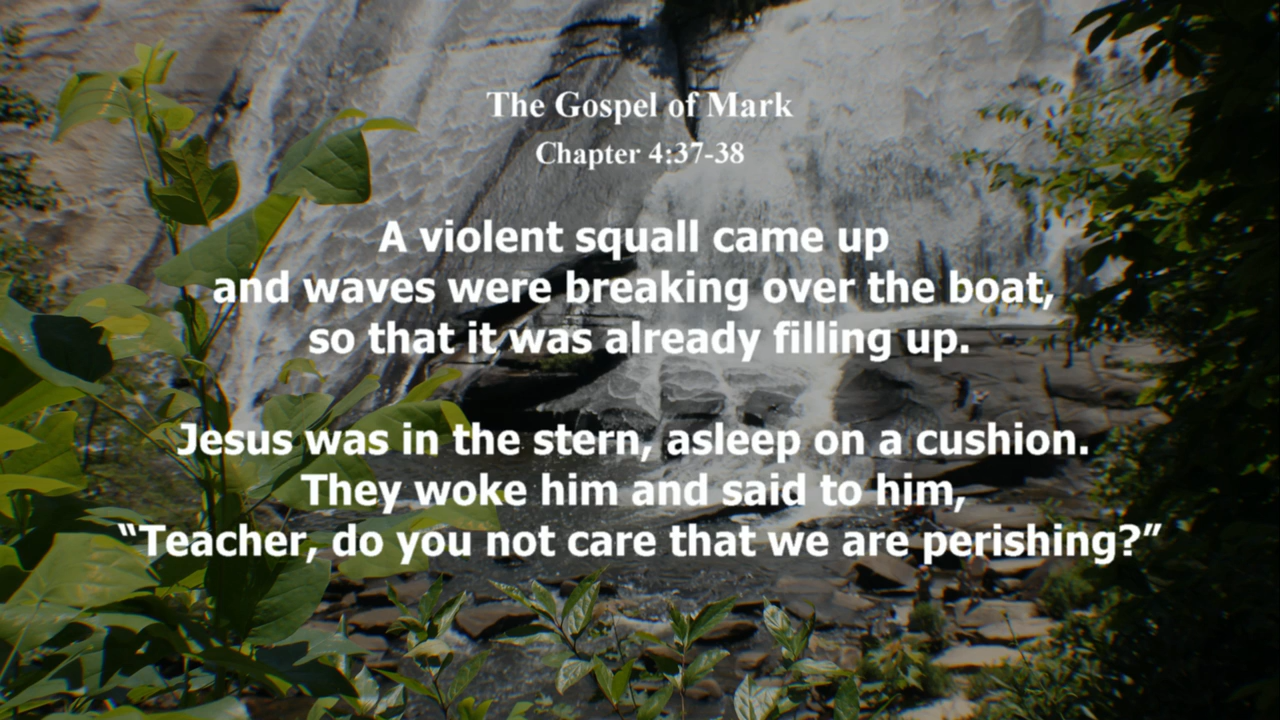 The Gospel of Mark
Chapter 4:37-38
A violent squall came up
and waves were breaking over the boat,
so that it was already filling up.
Jesus was in the stern, asleep on a cushion.
They woke him and said to him,
“Teacher, do you not care that we are perishing?”